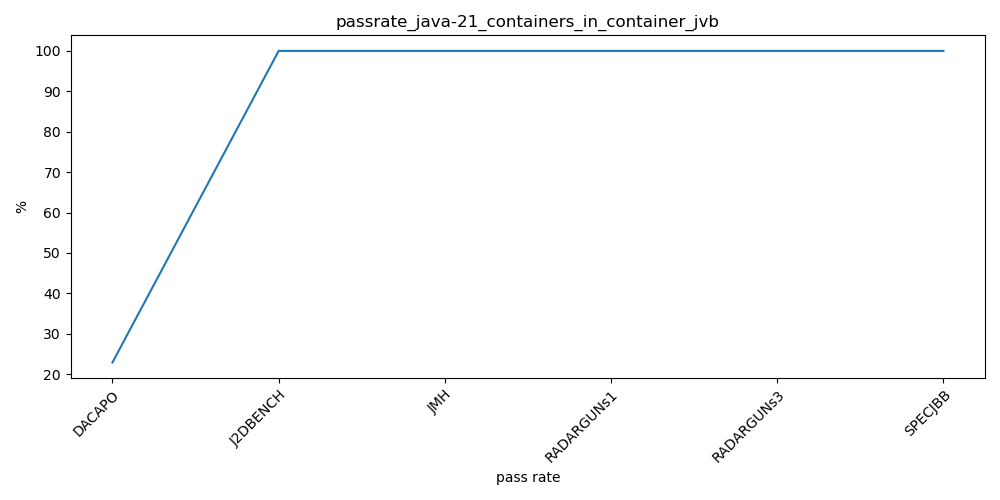 passrate_java-21_containers_in_container_jvb
100
90
80
70
60
50
40
30
20
%
DACAPO
J2DBENCH
JMH
RADARGUNs1
RADARGUNs3
SPECJBB
pass rate